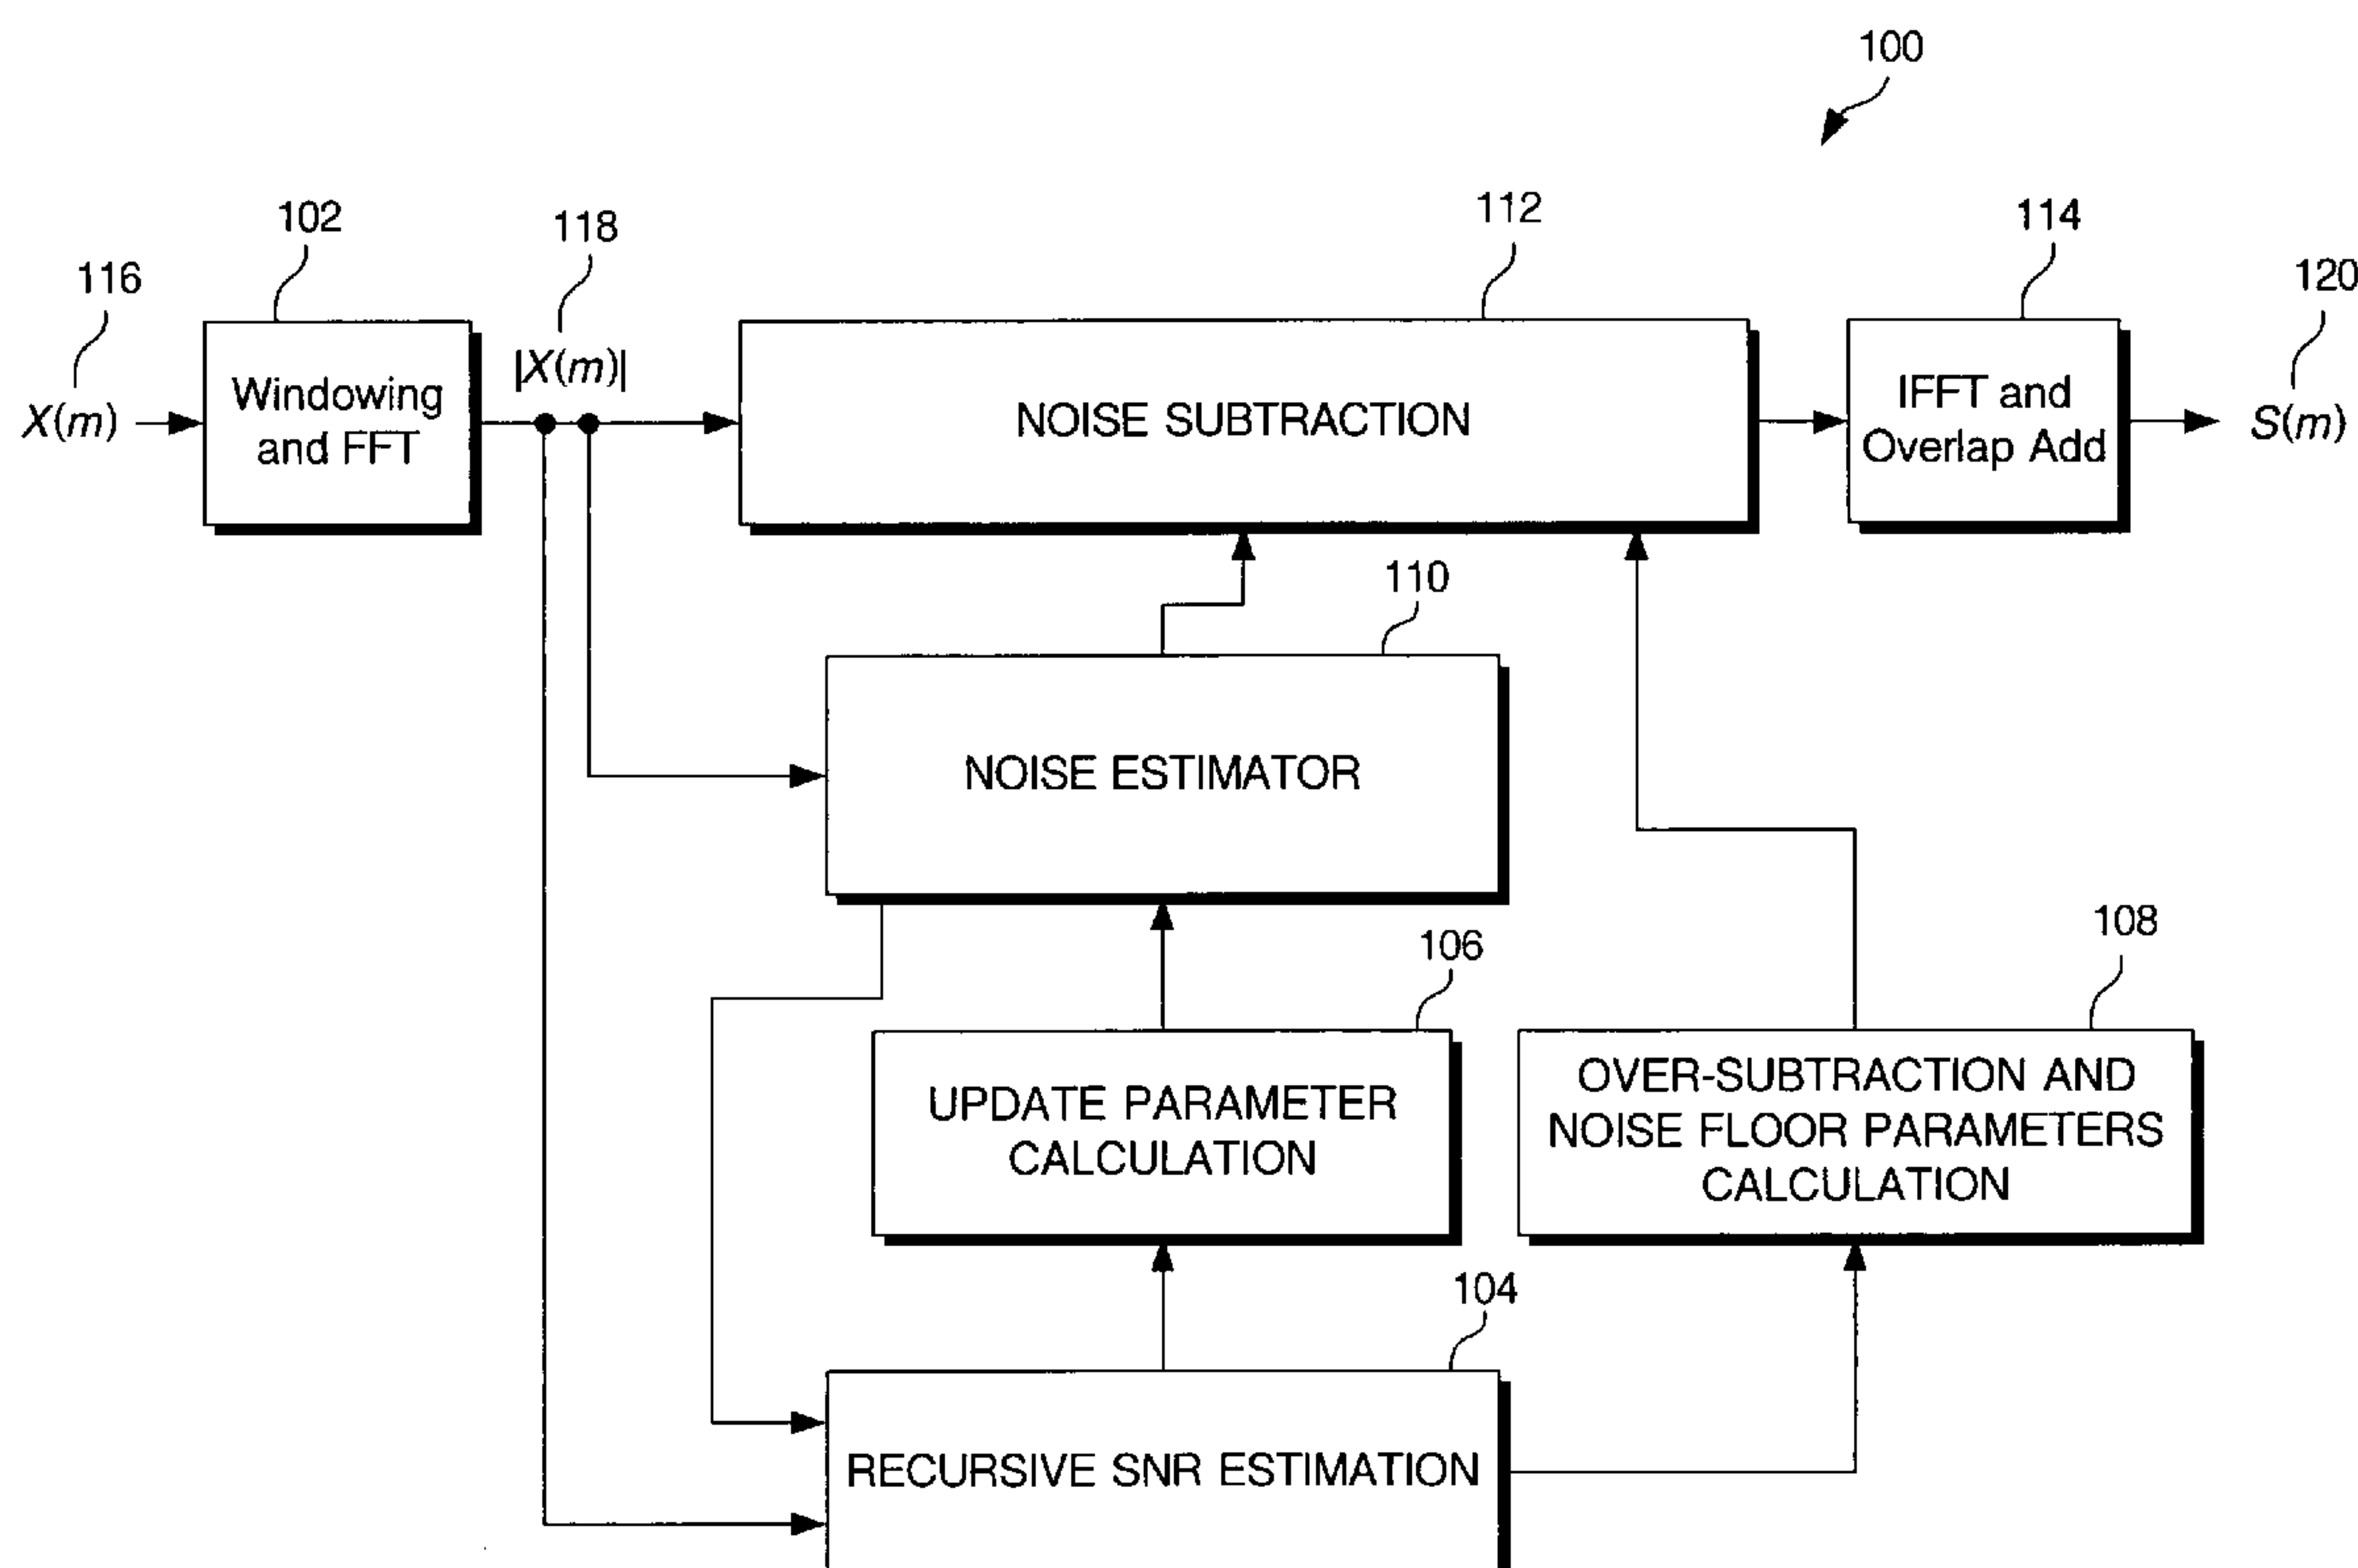 100
102
118
112
114
116
120
|X(m)|
X(m)
Windowing
and FFT
NOISE SUBTRACTION
IFFT and
Overlap Add
S(m)
110
NOISE ESTIMATOR
106
108
UPDATE PARAMETER
CALCULATION
OVER-SUBTRACTION AND
NOISE FLOOR PARAMETERS
CALCULATION
104
RECURSIVE SNR ESTIMATION